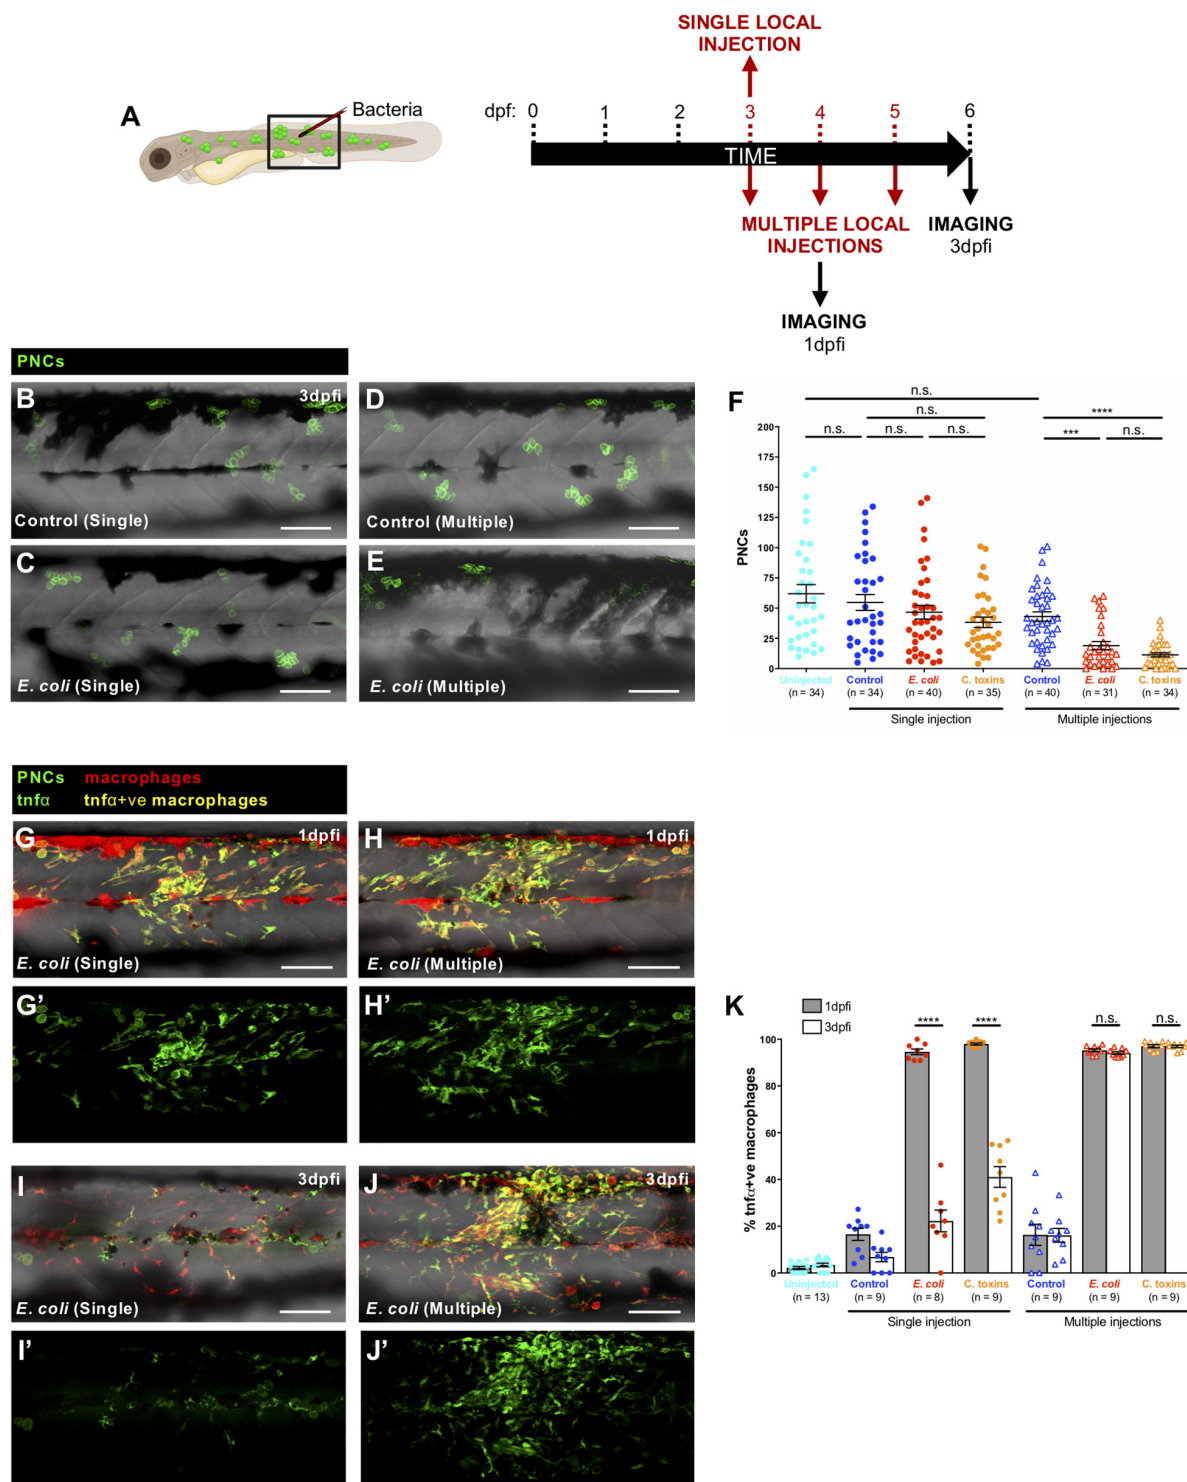 SINGLE LOCAL
INJECTION
A
Bacteria
dpf: 0 1 2 3 4 5 6
TIME
MULTIPLE LOCAL
INJECTIONS
IMAGING
3dpfi
IMAGING
1dpfi
PNCs
B
3dpfi
Control (Single)
D
Control (Multiple)
C
E. coli (Single)
E
E. coli (Multiple)
F
n.s.
n.s. ****
n.s. n.s. n.s. *** n.s.
PNCs
200
175
150
125
100
75
50
25
0
Uninjected Control E. coli C. toxins Control E. coli C. toxins
(n = 34) (n = 34) (n = 40) (n = 35) (n = 40) (n = 31) (n = 34)
Single injection Multiple injections
PNCs macrophages
tnfα tnfα+ve macrophages
G
1dpfi
E. coli (Single)
H
1dpfi
E. coli (Multiple)
G’
H’
I
3dpfi
E. coli (Single)
J
3dpfi
E. coli (Multiple)
I’
J’
K
1dpfi
3dpfi
**** **** n.s. n.s.
% tnfα+ve macrophages
100
80
60
40
20
0
Uninjected Control E. coli C. toxins Control E. coli C. toxins
(n = 13) (n = 9) (n = 8) (n = 9) (n = 9) (n = 9) (n = 9)
Single injection Multiple injections